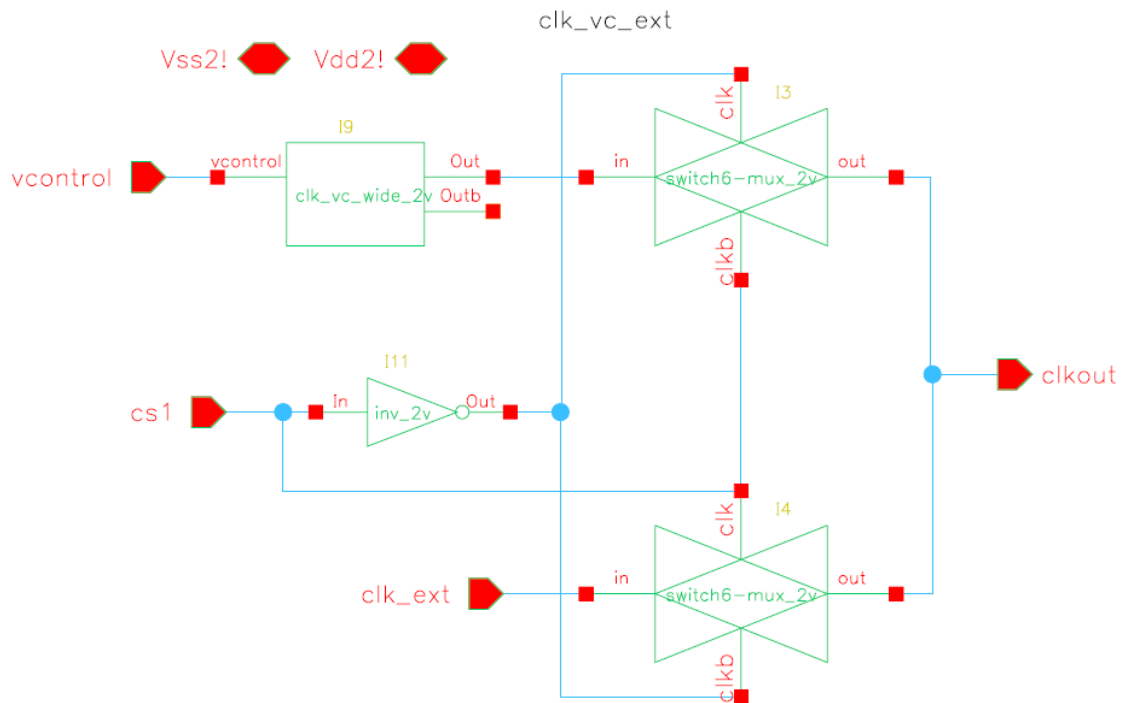 clk_vc_ext
Vss2!
Vdd2!
I9
I3
clk
vcontrol
vcontrol
clk_vc_wide_2v
Out
Outb
in
switch6-mux_2v
out
clkb
I11
cs1
In
inv_2v
Out
clkout
clk
I4
clk_ext
in
switch6-mux_2v
out
clkb